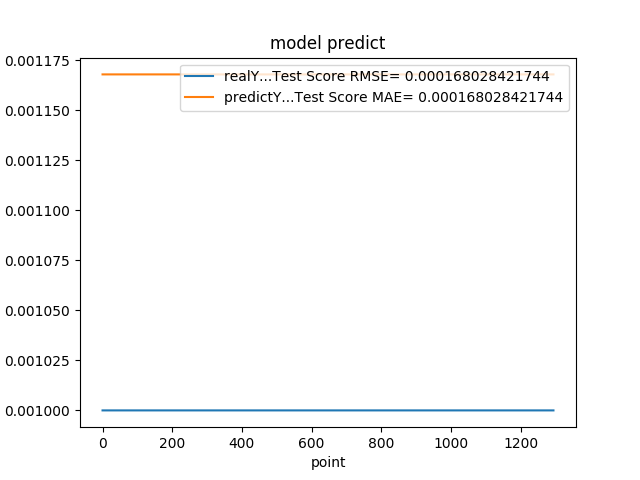 model predict
0.001175
0.001150
0.001125
0.001100
0.001075
0.001050
0.001025
0.001000
realY...Test Score RMSE= 0.000168028421744
predictY...Test Score MAE= 0.000168028421744
0 200 400 600 800 1000 1200
point